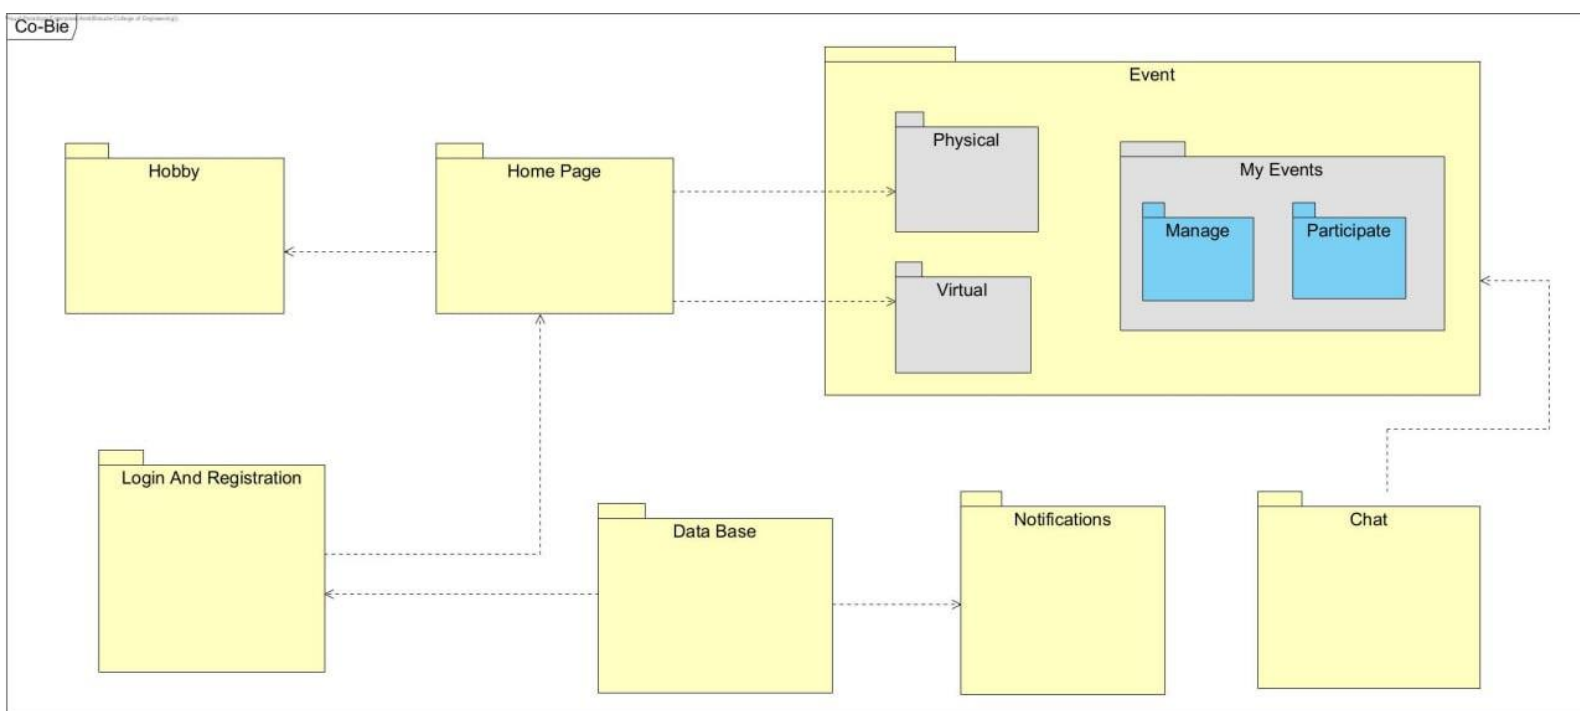 Co-Bie
Event
Physical
My Events
Hobby
Home Page
Manage
Participate
Virtual
Login And Registration
Data Base
Notifications
Chat